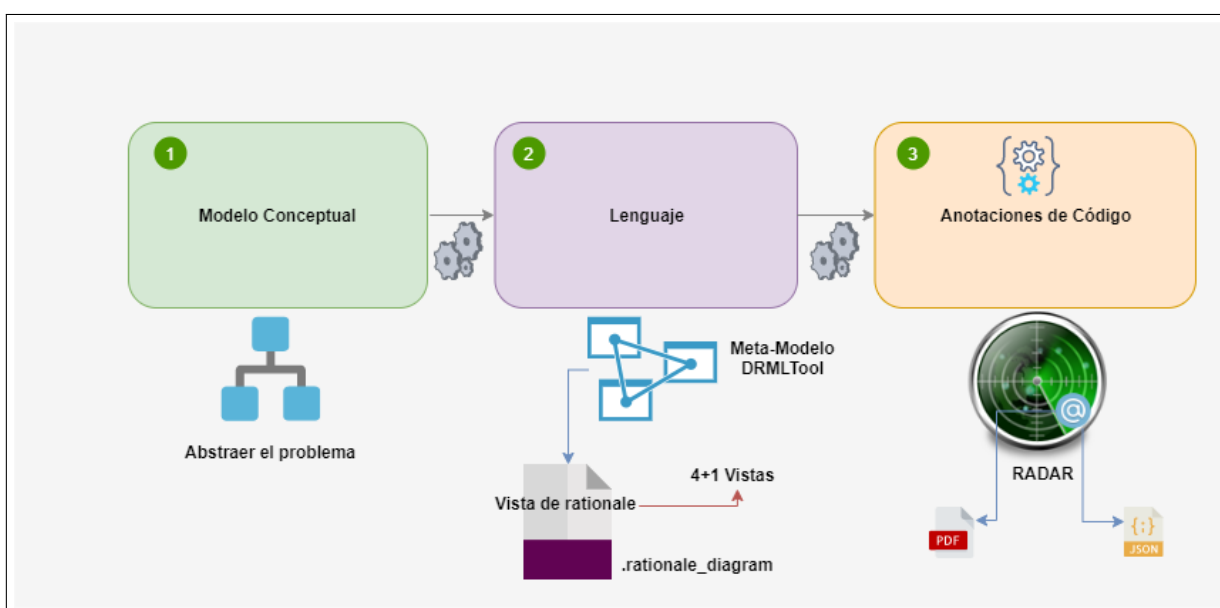 1
Modelo Conceptual
2
Lenguaje
3
Anotaciones de Código
Abstraer el problema
Meta-Modelo
DRMLTool
Vista de rationale
4+1 Vistas
.rationale_diagram
@
RADAR
PDF
{;}
JSON